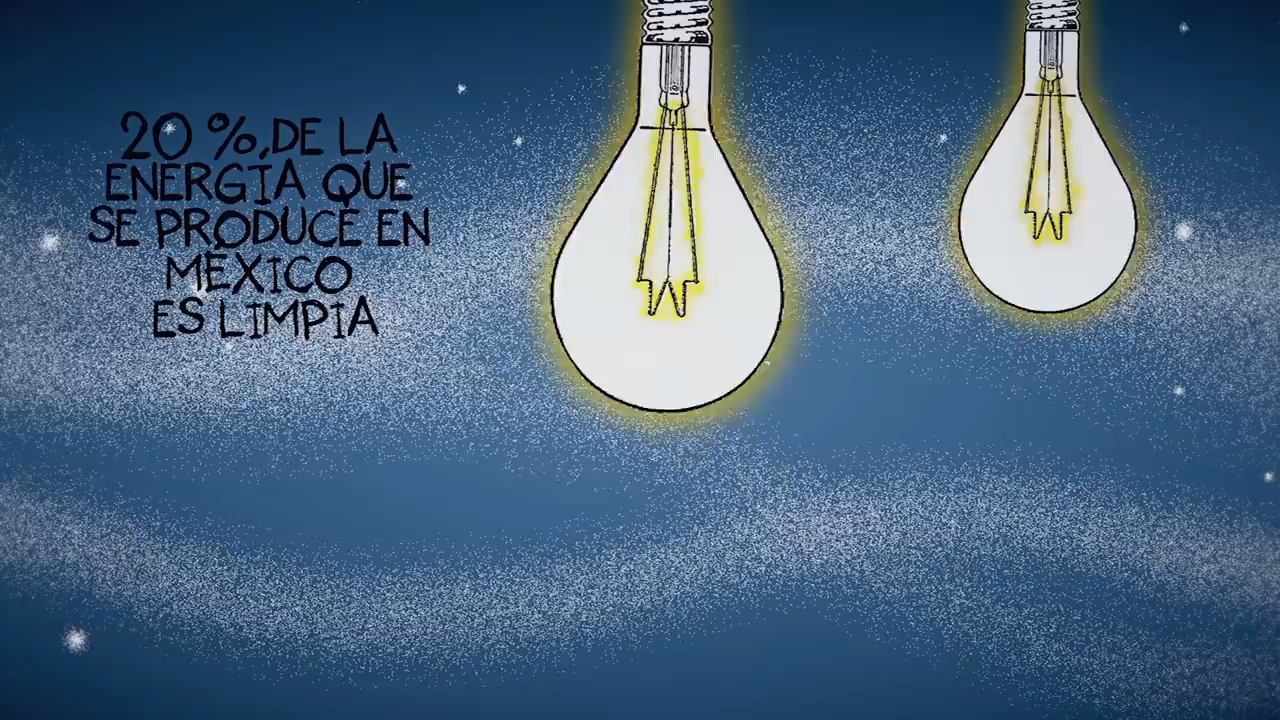 20 % DE LA
ENERGÍA QUE
SE PRODUCE EN
MÉXICO
ES LIMPIA